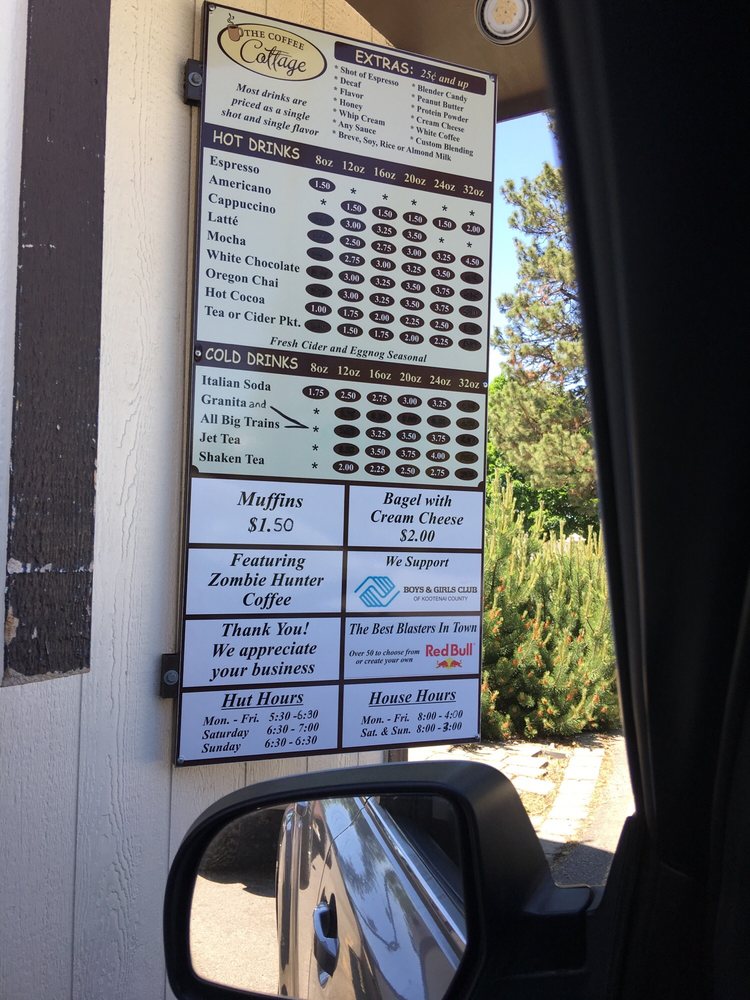 THE COFFEE
Cottage
Most drinks are
priced as a single
shot and single flavor
EXTRAS: 25¢ and up
* Shot of Espresso
* Decaf
* Flavor
* Honey
* Whip Cream
* Any Sauce
* Breve, Soy, Rice or Almond Milk
* Blender Candy
* Peanut Butter
* Protein Powder
* Cream Cheese
* White Coffee
* Custom Blending
HOT DRINKS 8oz 12oz 16oz 20oz 24oz 32oz
Espresso 1.50 * * * * *
Americano 1.50 1.50 1.50 1.50 2.00
Cappuccino 3.00 3.25 3.50 * *
Latté 2.50 2.75 3.00 3.25 4.50
Mocha 2.75 3.00 3.25 3.50
White Chocolate 3.00 3.25 3.50 3.75
Oregon Chai 3.00 3.25 3.50 3.75
Hot Cocoa 1.00 1.75 2.00 2.25 2.50
Tea or Cider Pkt. 1.50 1.75 2.00 2.25
Fresh Cider and Eggnog Seasonal
COLD DRINKS 8oz 12oz 16oz 20oz 24oz 32oz
Italian Soda 1.75 2.50 2.75 3.00 3.25
Granita and *
All Big Trains * 3.25 3.50 3.75
Jet Tea * 3.50 3.75 4.00
Shaken Tea * 2.00 2.25 2.50 2.75
Muffins
$1.50
Bagel with
Cream Cheese
$2.00
Featuring
Zombie Hunter
Coffee
We Support
BOYS & GIRLS CLUB
OF KOOTENAI COUNTY
Thank You!
We appreciate
your business
The Best Blasters In Town
Over 50 to choose from
or create your own
Red Bull
Hut Hours
Mon. - Fri. 5:30 -6:30
Saturday 6:30 - 7:00
Sunday 6:30 - 6:30
House Hours
Mon. - Fri. 8:00 - 4:00
Sat. & Sun. 8:00 - 3:00